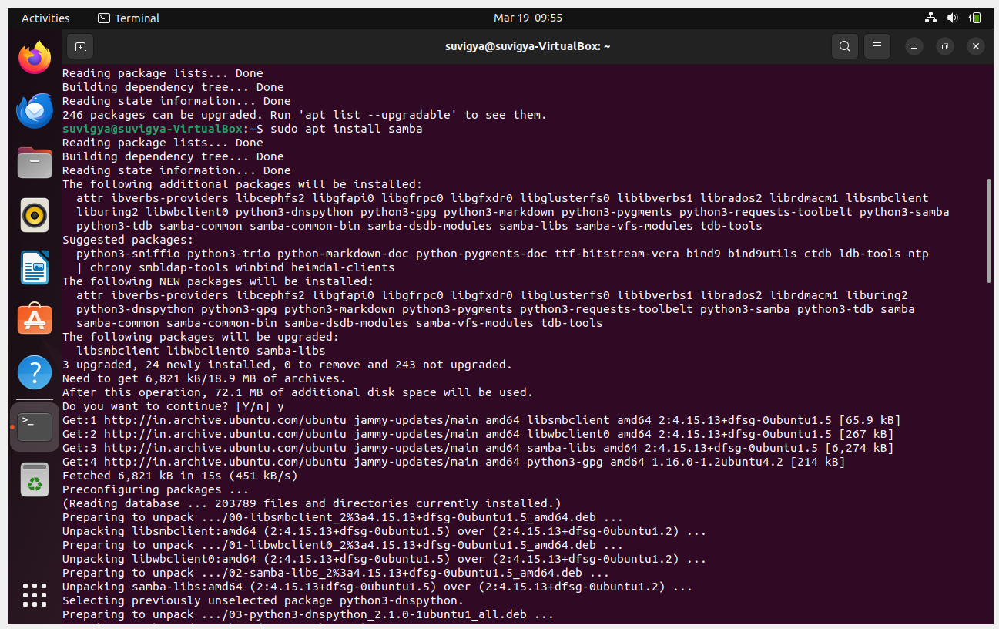 Activities
Terminal
Mar 19 09:55
suvigya@suvigya-VirtualBox: ~
Reading package lists... Done
Building dependency tree... Done
Reading state information... Done
246 packages can be upgraded. Run 'apt list --upgradable' to see them.
suvigya@suvigya-VirtualBox:~$ sudo apt install samba
Reading package lists... Done
Building dependency tree... Done
Reading state information... Done
The following additional packages will be installed:
  attr ibverbs-providers libcephfs2 libgfapi0 libgfrpc0 libgfxdr0 libglusterfs0 libibverbs1 librados2 librdmacm1 libsmbclient
  liburing2 libwbclient0 python3-dnspython python3-gpg python3-markdown python3-pygments python3-requests-toolbelt python3-samba
  python3-tdb samba-common samba-common-bin samba-dsdb-modules samba-libs samba-vfs-modules tdb-tools
Suggested packages:
  python3-sniffio python3-trio python-markdown-doc python-pygments-doc ttf-bitstream-vera bind9 bind9utils ctdb ldb-tools ntp
  | chrony smbldap-tools winbind heimdal-clients
The following NEW packages will be installed:
  attr ibverbs-providers libcephfs2 libgfapi0 libgfrpc0 libgfxdr0 libglusterfs0 libibverbs1 librados2 librdmacm1 liburing2
  python3-dnspython python3-gpg python3-markdown python3-pygments python3-requests-toolbelt python3-samba python3-tdb samba
  samba-common samba-common-bin samba-dsdb-modules samba-vfs-modules tdb-tools
The following packages will be upgraded:
  libsmbclient libwbclient0 samba-libs
3 upgraded, 24 newly installed, 0 to remove and 243 not upgraded.
Need to get 6,821 kB/18.9 MB of archives.
After this operation, 72.1 MB of additional disk space will be used.
Do you want to continue? [Y/n] y
Get:1 http://in.archive.ubuntu.com/ubuntu jammy-updates/main amd64 libsmbclient amd64 2:4.15.13+dfsg-0ubuntu1.5 [65.9 kB]
Get:2 http://in.archive.ubuntu.com/ubuntu jammy-updates/main amd64 libwbclient0 amd64 2:4.15.13+dfsg-0ubuntu1.5 [267 kB]
Get:3 http://in.archive.ubuntu.com/ubuntu jammy-updates/main amd64 samba-libs amd64 2:4.15.13+dfsg-0ubuntu1.5 [6,274 kB]
Get:4 http://in.archive.ubuntu.com/ubuntu jammy-updates/main amd64 python3-gpg amd64 1.16.0-1.2ubuntu4.2 [214 kB]
Fetched 6,821 kB in 15s (451 kB/s)
Preconfiguring packages ...
(Reading database ... 203789 files and directories currently installed.)
Preparing to unpack .../00-libsmbclient_2%3a4.15.13+dfsg-0ubuntu1.5_amd64.deb ...
Unpacking libsmbclient:amd64 (2:4.15.13+dfsg-0ubuntu1.5) over (2:4.15.13+dfsg-0ubuntu1.2) ...
Preparing to unpack .../01-libwbclient0_2%3a4.15.13+dfsg-0ubuntu1.5_amd64.deb ...
Unpacking libwbclient0:amd64 (2:4.15.13+dfsg-0ubuntu1.5) over (2:4.15.13+dfsg-0ubuntu1.2) ...
Preparing to unpack .../02-samba-libs_2%3a4.15.13+dfsg-0ubuntu1.5_amd64.deb ...
Unpacking samba-libs:amd64 (2:4.15.13+dfsg-0ubuntu1.5) over (2:4.15.13+dfsg-0ubuntu1.2) ...
Selecting previously unselected package python3-dnspython.
Preparing to unpack .../03-python3-dnspython_2.1.0-1ubuntu1_all.deb ...